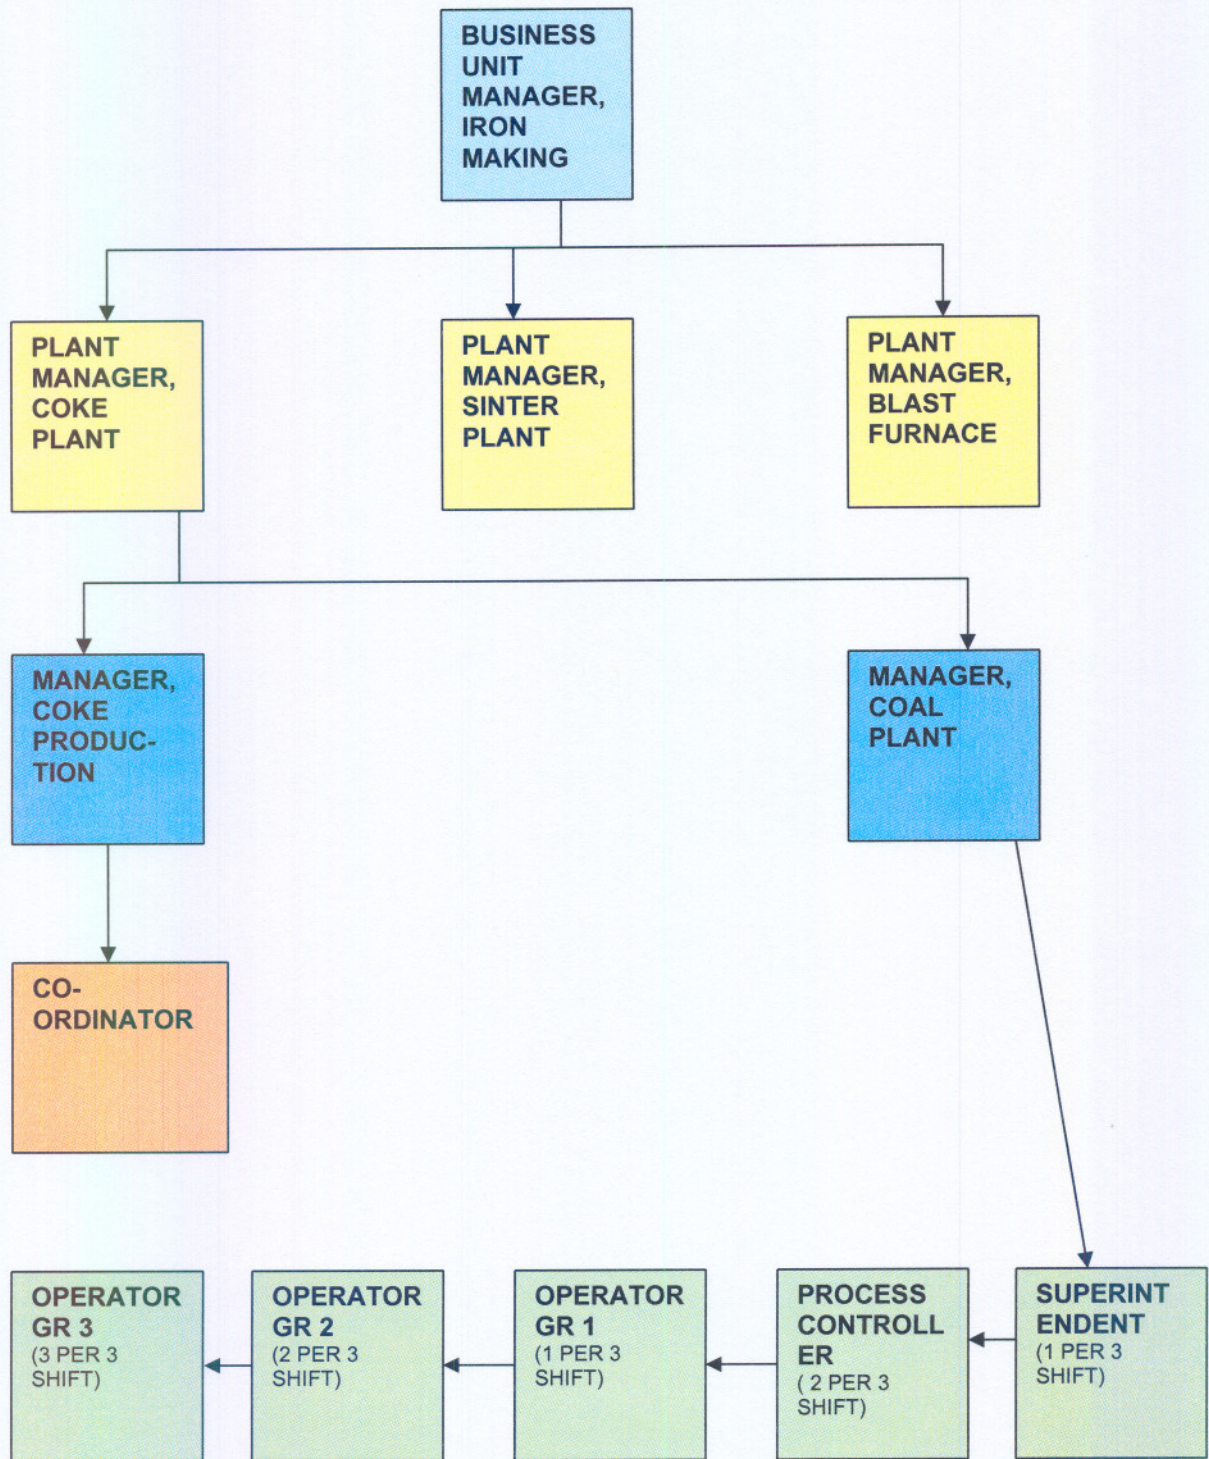 BUSINESS
UNIT
MANAGER,
IRON
MAKING
PLANT
MANAGER,
COKE
PLANT
PLANT
MANAGER,
SINTER
PLANT
PLANT
MANAGER,
BLAST
FURNACE
MANAGER,
COKE
PRODUC-
TION
MANAGER,
COAL
PLANT
CO-
ORDINATOR
OPERATOR
GR 3
(3 PER 3
SHIFT)
OPERATOR
GR 2
(2 PER 3
SHIFT)
OPERATOR
GR 1
(1 PER 3
SHIFT)
PROCESS
CONTROLL
ER
( 2 PER 3
SHIFT)
SUPERINT
ENDENT
(1 PER 3
SHIFT)